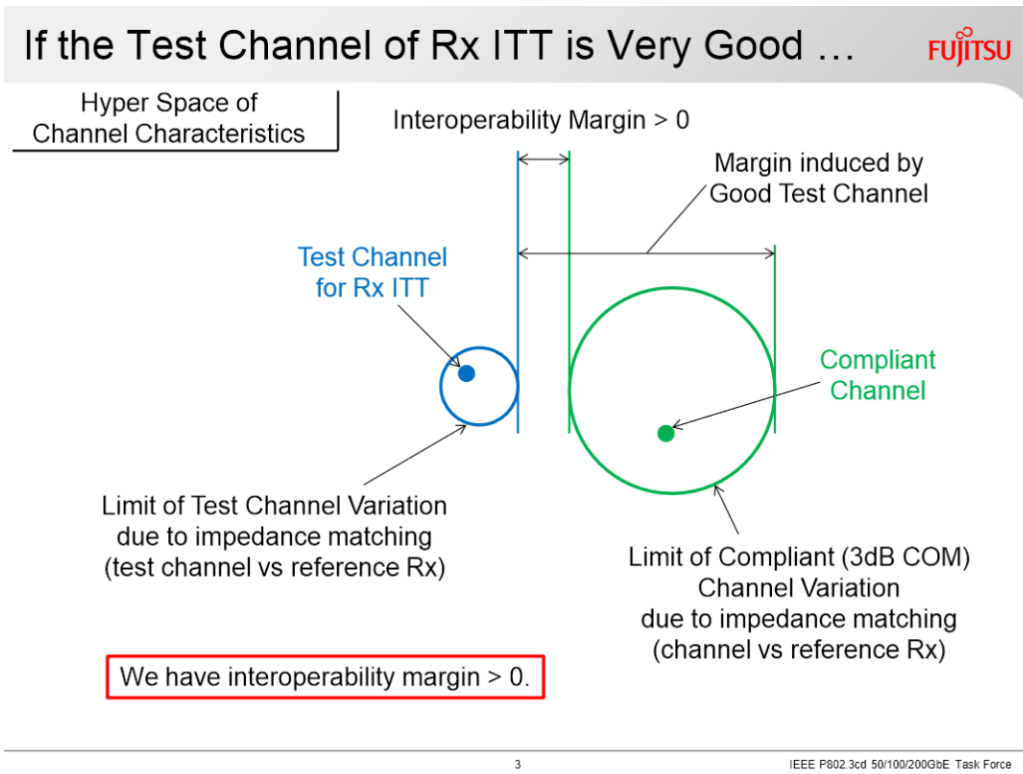 If the Test Channel of Rx ITT is Very Good …
FUJITSU
Hyper Space of
Channel Characteristics
Interoperability Margin > 0
Margin induced by
Good Test Channel
Test Channel
for Rx ITT
Compliant
Channel
Limit of Test Channel Variation
due to impedance matching
(test channel vs reference Rx)
Limit of Compliant (3dB COM)
Channel Variation
due to impedance matching
(channel vs reference Rx)
We have interoperability margin > 0.
3
IEEE P802.3cd 50/100/200GbE Task Force